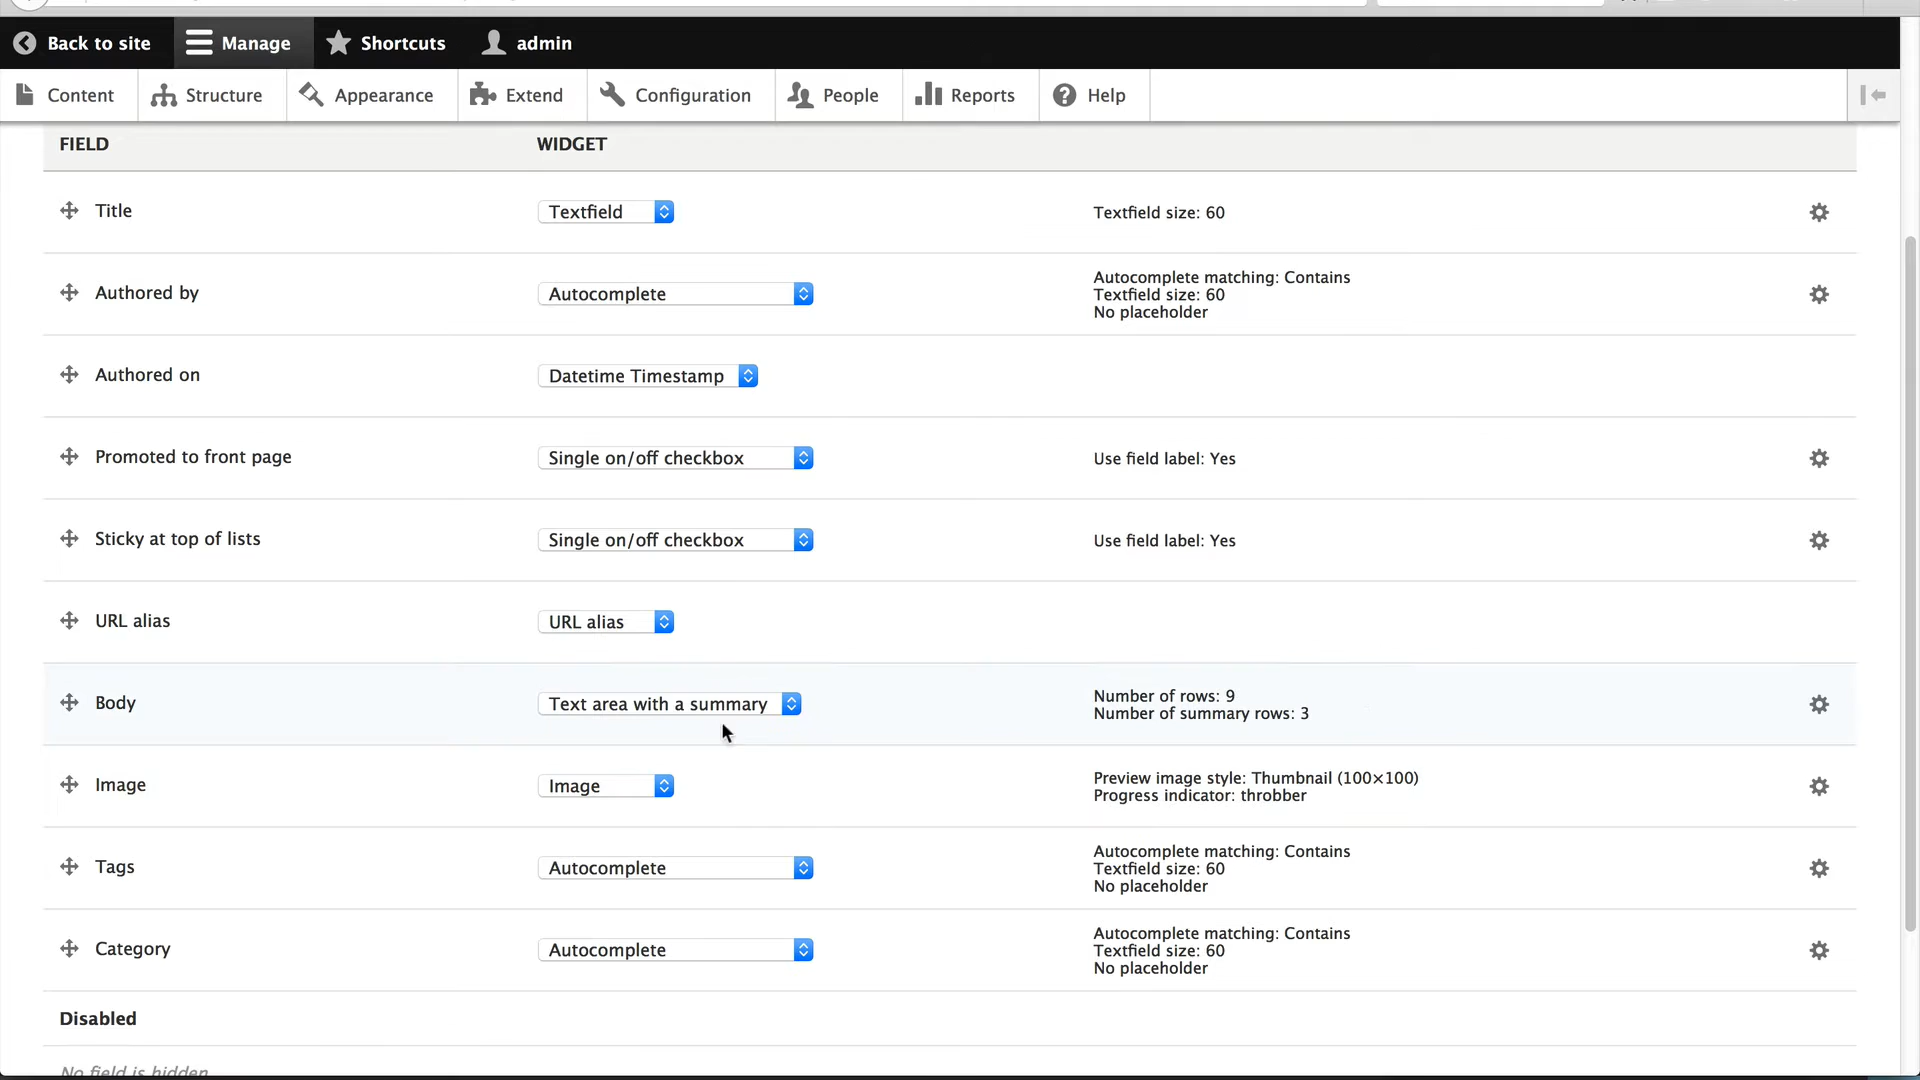 Back to site Manage Shortcuts admin
Content Structure Appearance Extend Configuration People Reports Help
FIELD WIDGET
Title Textfield Textfield size: 60
Authored by Autocomplete Autocomplete matching: Contains
Textfield size: 60
No placeholder
Authored on Datetime Timestamp
Promoted to front page Single on/off checkbox Use field label: Yes
Sticky at top of lists Single on/off checkbox Use field label: Yes
URL alias URL alias
Body Text area with a summary Number of rows: 9
Number of summary rows: 3
Image Image Preview image style: Thumbnail (100×100)
Progress indicator: throbber
Tags Autocomplete Autocomplete matching: Contains
Textfield size: 60
No placeholder
Category Autocomplete Autocomplete matching: Contains
Textfield size: 60
No placeholder
Disabled
No field is hidden